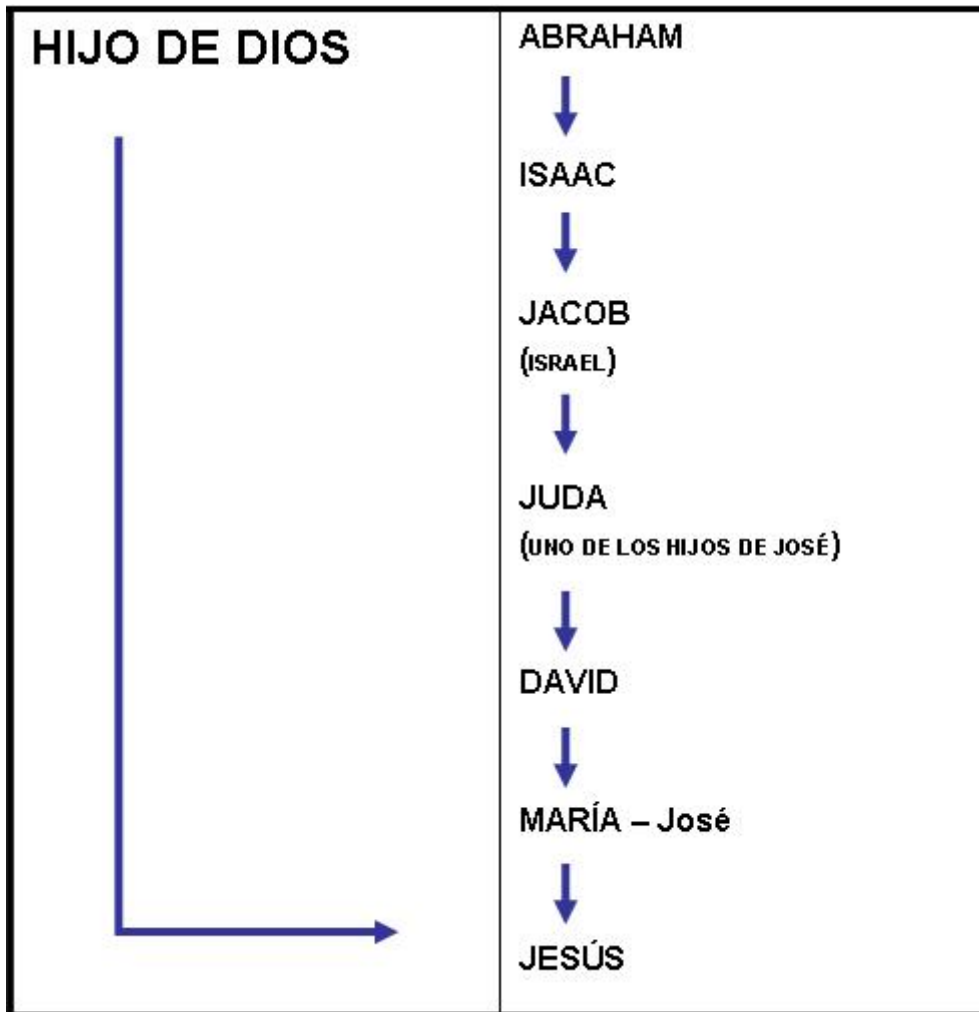 HIJO DE DIOS
ABRAHAM
ISAAC
JACOB
(ISRAEL)
JUDA
(UNO DE LOS HIJOS DE JOSÉ)
DAVID
MARÍA – José
JESÚS